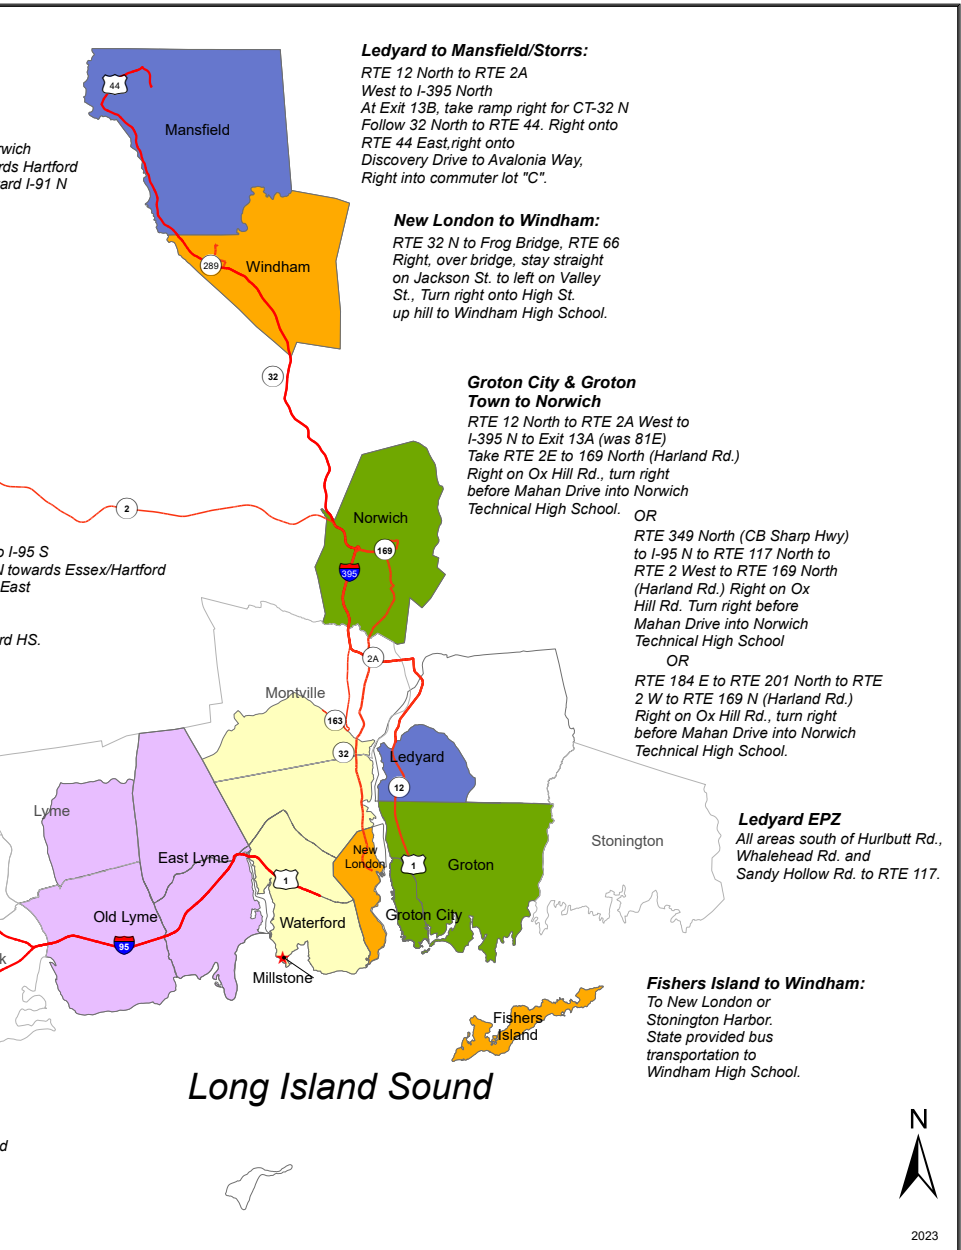 Ledyard to Mansfield/Storrs:
RTE 12 North to RTE 2A
West to I-395 North
At Exit 13B, take ramp right for CT-32 N
Follow 32 North to RTE 44. Right onto
RTE 44 East,right onto
Discovery Drive to Avalonia Way,
Right into commuter lot "C".
44
Mansfield
rwich
rds Hartford
ard I-91 N
New London to Windham:
RTE 32 N to Frog Bridge, RTE 66
Right, over bridge, stay straight
on Jackson St. to left on Valley
St., Turn right onto High St.
up hill to Windham High School.
289
Windham
32
Groton City & Groton
Town to Norwich
RTE 12 North to RTE 2A West to
I-395 N to Exit 13A (was 81E)
Take RTE 2E to 169 North (Harland Rd.)
Right on Ox Hill Rd., turn right
before Mahan Drive into Norwich
Technical High School.
OR
RTE 349 North (CB Sharp Hwy)
to I-95 N to RTE 117 North to
RTE 2 West to RTE 169 North
(Harland Rd.) Right on Ox
Hill Rd. Turn right before
Mahan Drive into Norwich
Technical High School
OR
RTE 184 E to RTE 201 North to RTE
2 W to RTE 169 N (Harland Rd.)
Right on Ox Hill Rd., turn right
before Mahan Drive into Norwich
Technical High School.
2
Norwich
169
395
o I-95 S
N towards Essex/Hartford
East
rd HS.
2A
Montville
163
32
Ledyard
12
Lyme
East Lyme
New
London
1
Groton
Stonington
1
Old Lyme
Waterford
Groton City
95
k
Millstone
Ledyard EPZ
All areas south of Hurlbutt Rd.,
Whalehead Rd. and
Sandy Hollow Rd. to RTE 117.
Fishers
Island
Fishers Island to Windham:
To New London or
Stonington Harbor.
State provided bus
transportation to
Windham High School.
Long Island Sound
d
N
2023